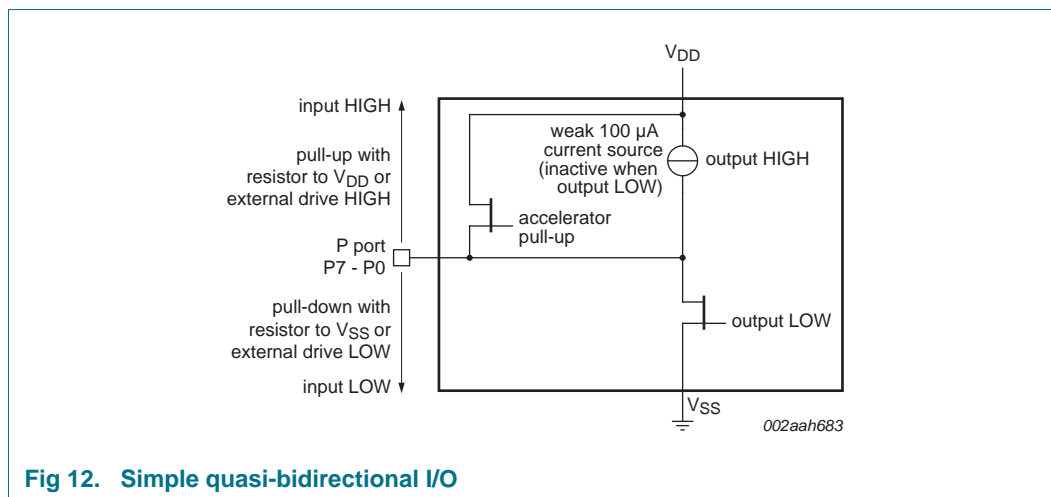 VDD
input HIGH
pull-up with
resistor to VDD or
external drive HIGH
weak 100 µA
current source
(inactive when
output LOW)
output HIGH
accelerator
pull-up
P port
P7 - P0
pull-down with
resistor to VSS or
external drive LOW
input LOW
output LOW
VSS
002aah683
Fig 12. Simple quasi-bidirectional I/O